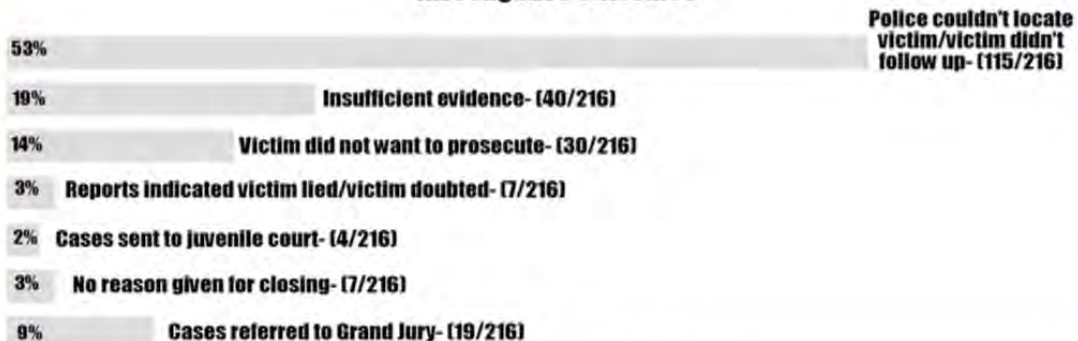 Police couldn't locate
victim/victim didn't
53%
follow up- (115/216)
19% Insufficient evidence- (40/216)
14% Victim did not want to prosecute- (30/216)
3% Reports indicated victim lied/victim doubted- (7/216)
2% Cases sent to juvenile court- (4/216)
3% No reason given for closing- (7/216)
9% Cases referred to Grand Jury- (19/216)